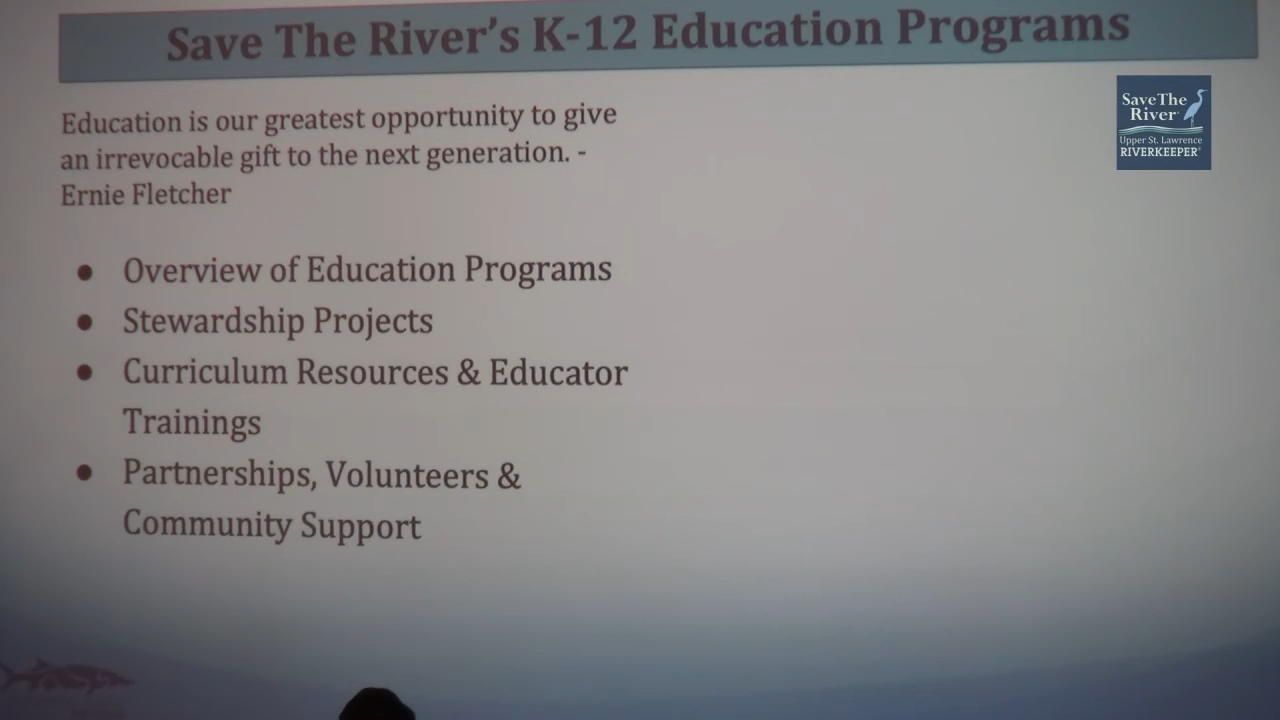 Save The River's K-12 Education Programs
Save The
River
Upper St. Lawrence
RIVERKEEPER
Education is our greatest opportunity to give
an irrevocable gift to the next generation. -
Ernie Fletcher
● Overview of Education Programs
● Stewardship Projects
● Curriculum Resources & Educator
Trainings
● Partnerships, Volunteers &
Community Support